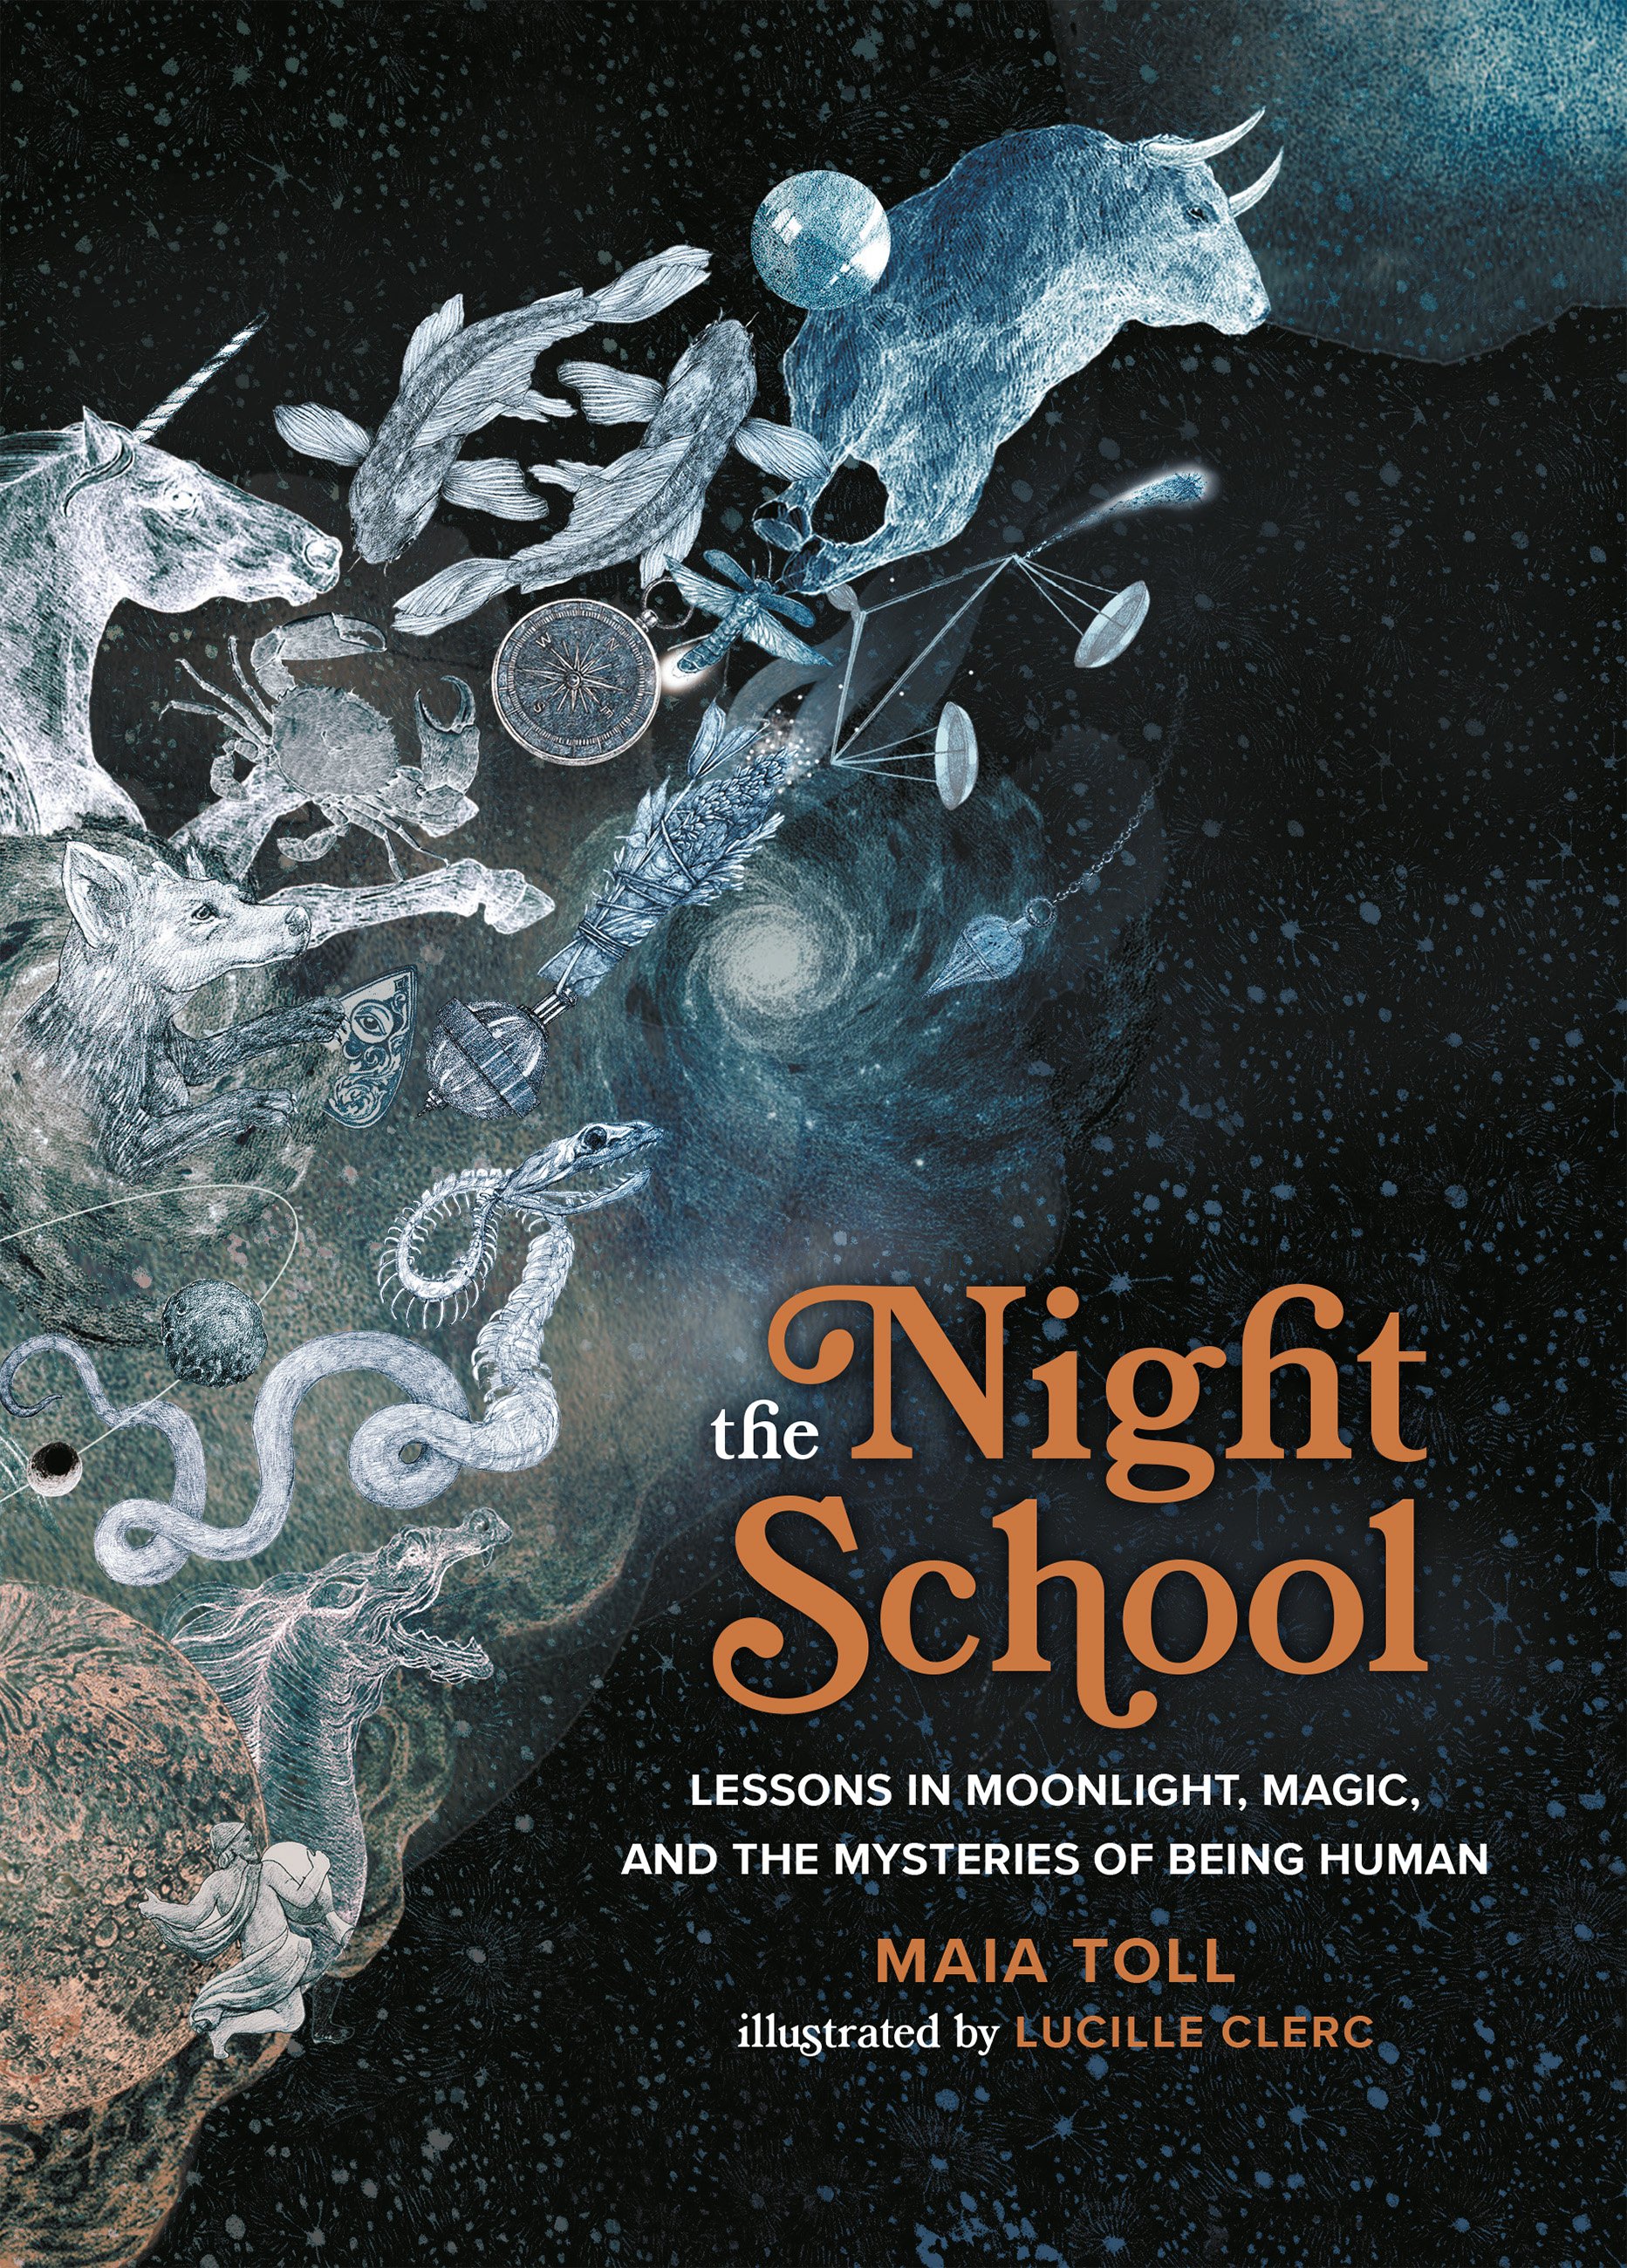 the Night
School
LESSONS IN MOONLIGHT, MAGIC,
AND THE MYSTERIES OF BEING HUMAN
MAIA TOLL
illustrated by LUCILLE CLERC
W
N
S
E